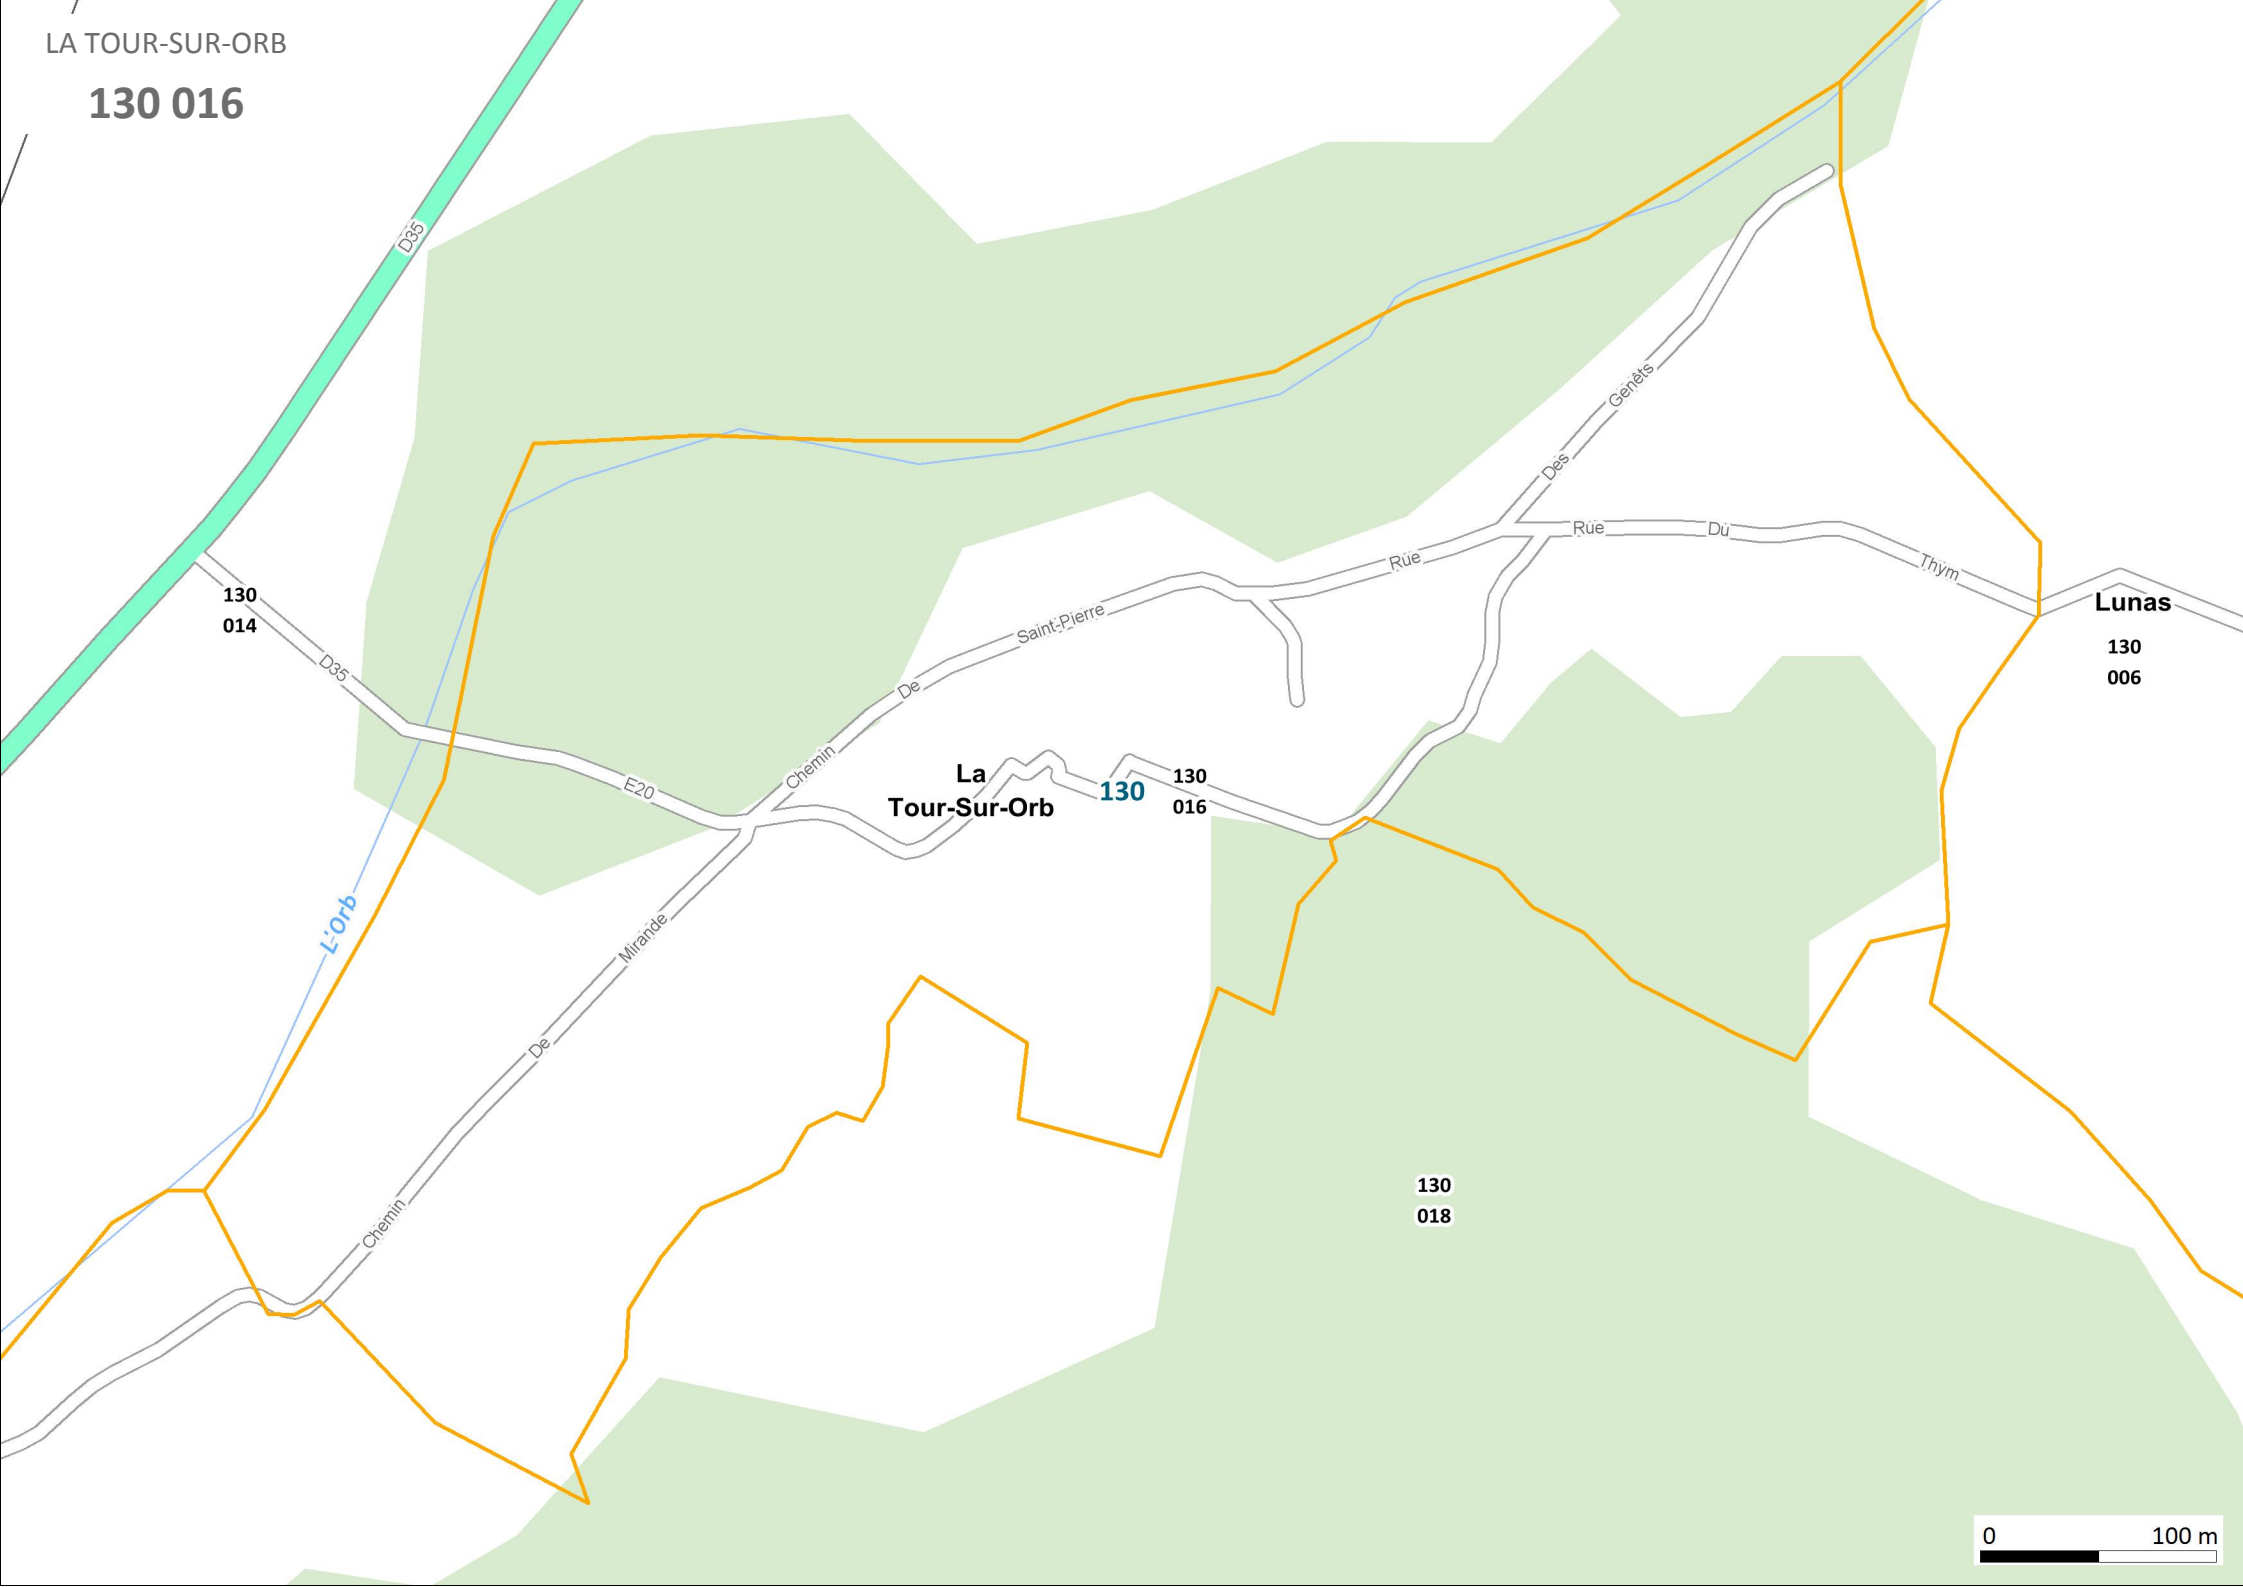 LA TOUR-SUR-ORB
130 016
D35
130
014
D35
E20
L'Orb
Chemin
De
Mirande
Chemin
De
Saint-Pierre
Rue
Des
Genêts
Rue
Du
Thym
Lunas
130
006
La
Tour-Sur-Orb
130
130
016
130
018
0 100 m